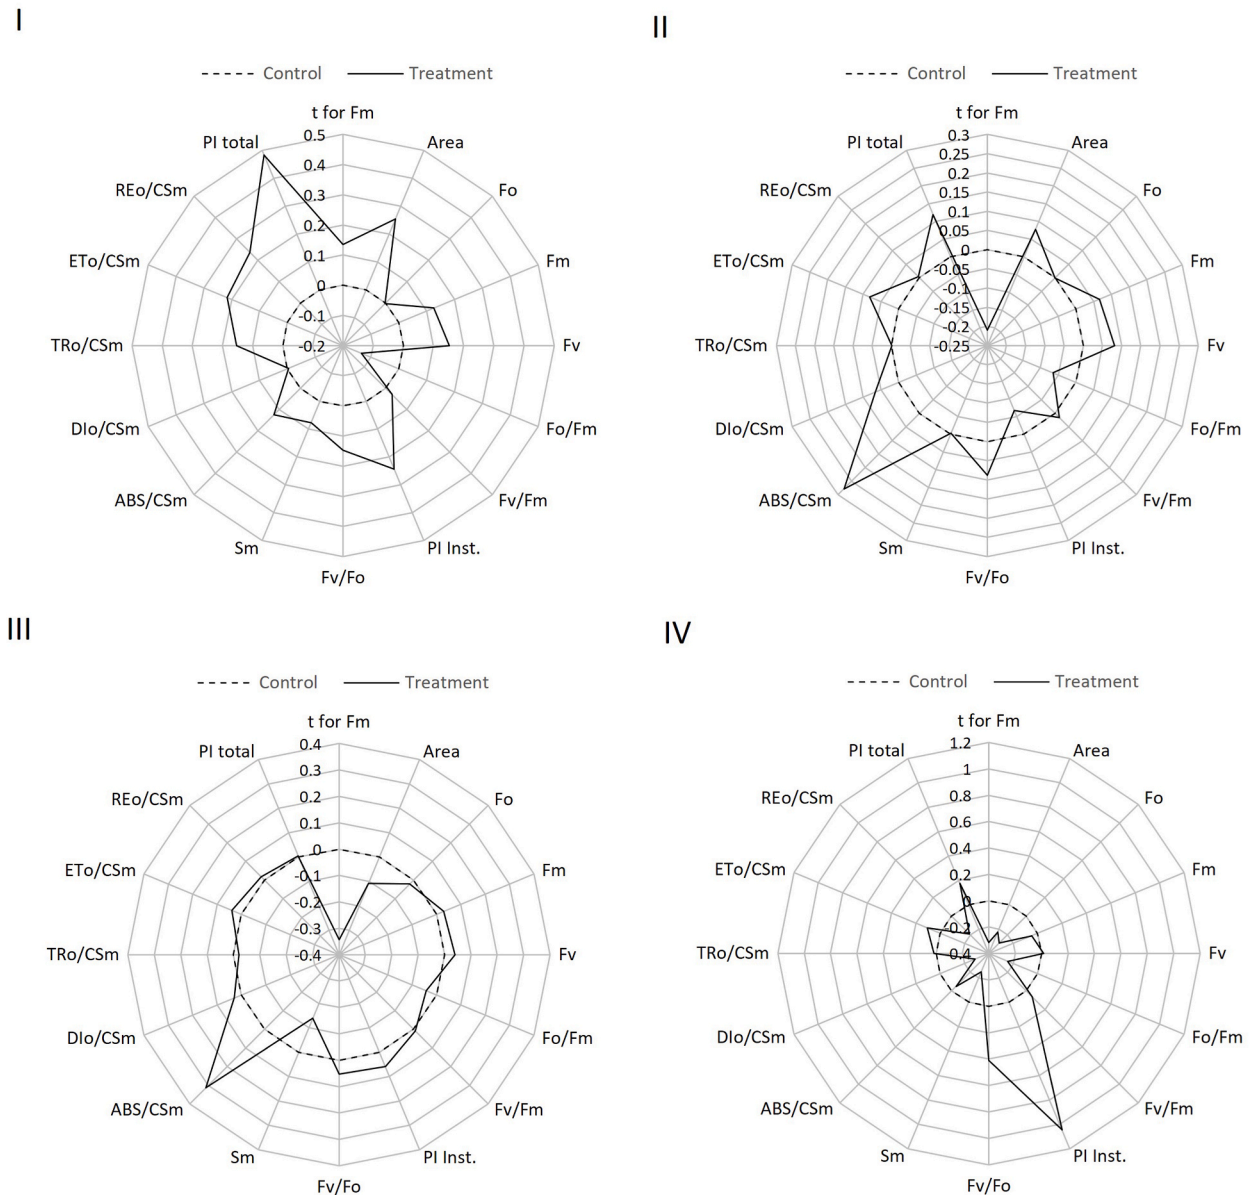 I
Control Treatment
t for Fm
Area
Fo
Fm
Fv
Fo/Fm
Fv/Fm
PI Inst.
Fv/Fo
Sm
ABS/CSm
DIo/CSm
TRo/CSm
ETo/CSm
REo/CSm
PI total
0.5
0.4
0.3
0.2
0.1
0
-0.1
-0.2
II
Control Treatment
t for Fm
Area
Fo
Fm
Fv
Fo/Fm
Fv/Fm
PI Inst.
Fv/Fo
Sm
ABS/CSm
DIo/CSm
TRo/CSm
ETo/CSm
REo/CSm
PI total
0.3
0.25
0.2
0.15
0.1
0.05
0
-0.05
-0.1
-0.15
-0.2
-0.25
III
Control Treatment
t for Fm
Area
Fo
Fm
Fv
Fo/Fm
Fv/Fm
PI Inst.
Fv/Fo
Sm
ABS/CSm
DIo/CSm
TRo/CSm
ETo/CSm
REo/CSm
PI total
0.4
0.3
0.2
0.1
0
-0.1
-0.2
-0.3
-0.4
IV
Control Treatment
t for Fm
Area
Fo
Fm
Fv
Fo/Fm
Fv/Fm
PI Inst.
Fv/Fo
Sm
ABS/CSm
DIo/CSm
TRo/CSm
ETo/CSm
REo/CSm
PI total
1.2
1
0.8
0.6
0.4
0.2
0
-0.2
-0.4